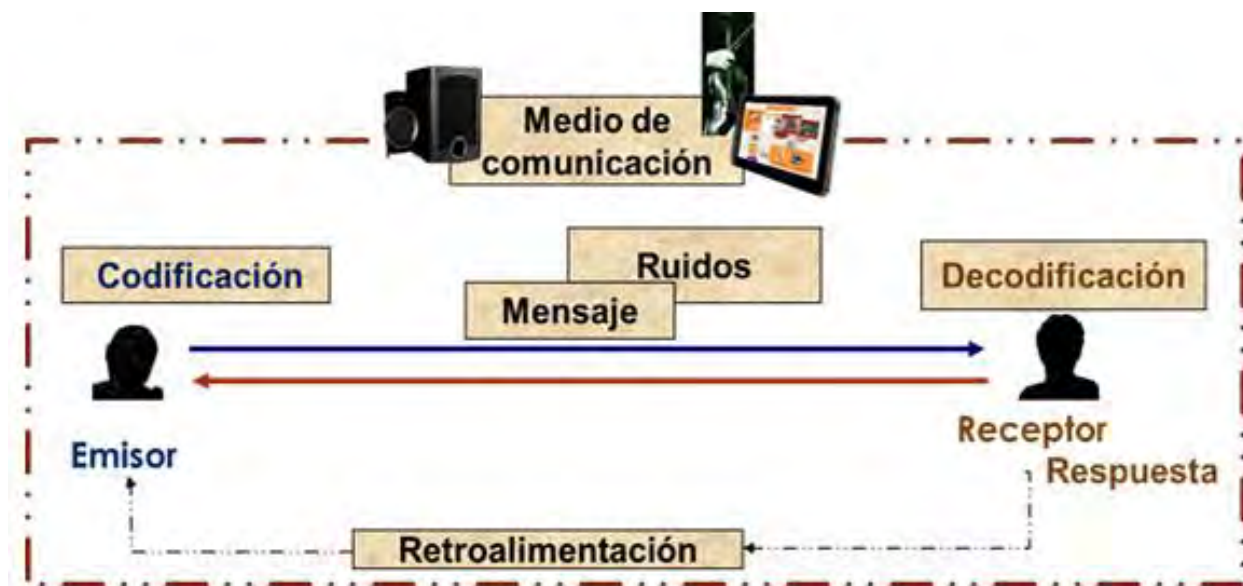 Medio de
comunicación
Codificación
Ruidos
Mensaje
Decodificación
Emisor
Receptor
Respuesta
Retroalimentación